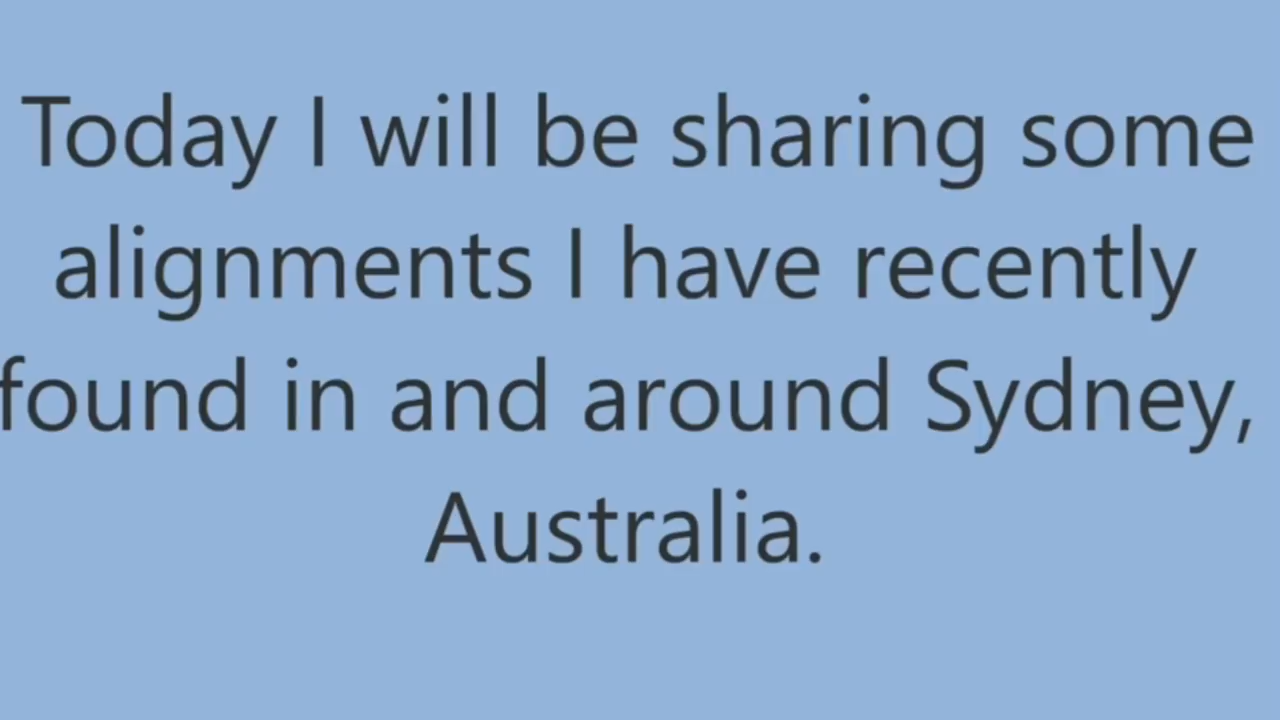 Today I will be sharing some
alignments I have recently
found in and around Sydney,
Australia.